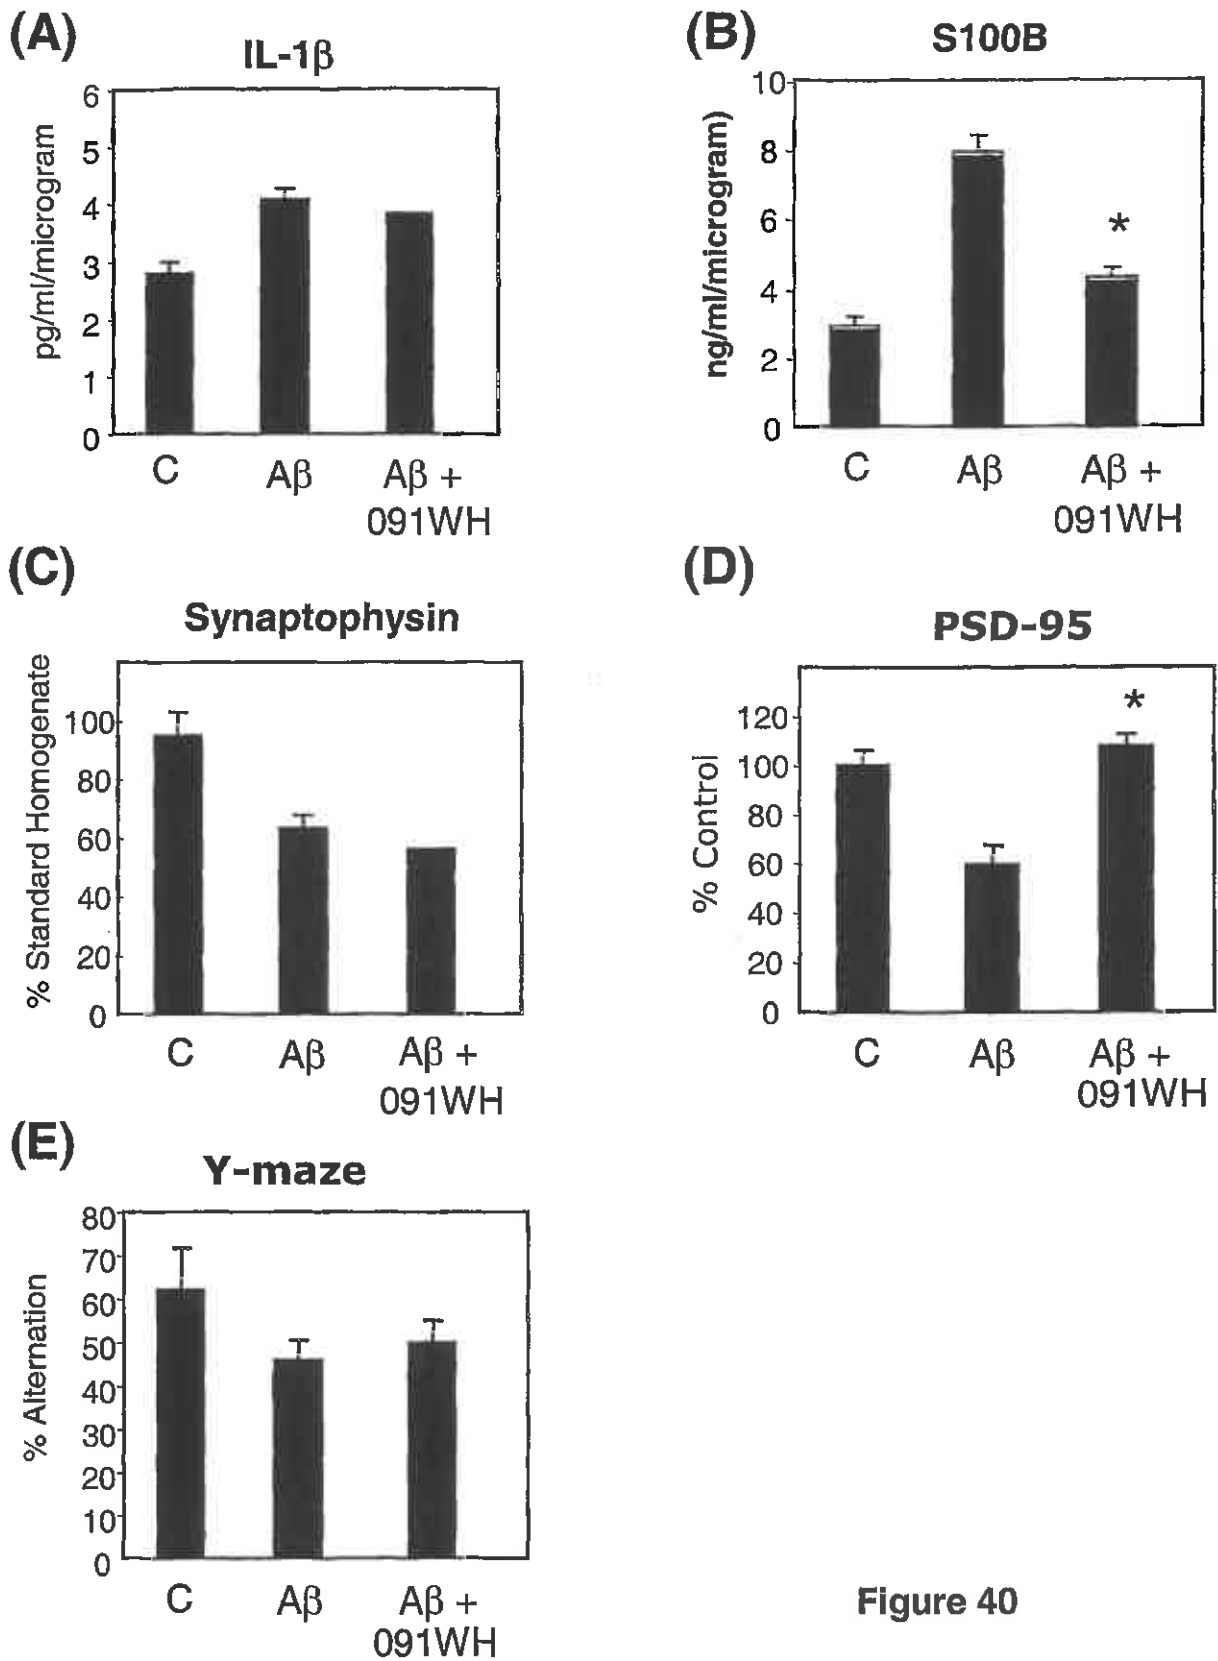 (A)
IL-1β
pg/ml/microgram
6
5
4
3
2
1
0
C
Aβ
Aβ +
091WH
(B)
S100B
ng/ml/microgram)
10
8
6
4
2
0
*
C
Aβ
Aβ +
091WH
(C)
Synaptophysin
% Standard Homogenate
100
80
60
40
20
0
C
Aβ
Aβ +
091WH
(D)
PSD-95
% Control
120
100
80
60
40
20
0
*
C
Aβ
Aβ +
091WH
(E)
Y-maze
% Alternation
80
70
60
50
40
30
20
10
0
C
Aβ
Aβ +
091WH
Figure 40